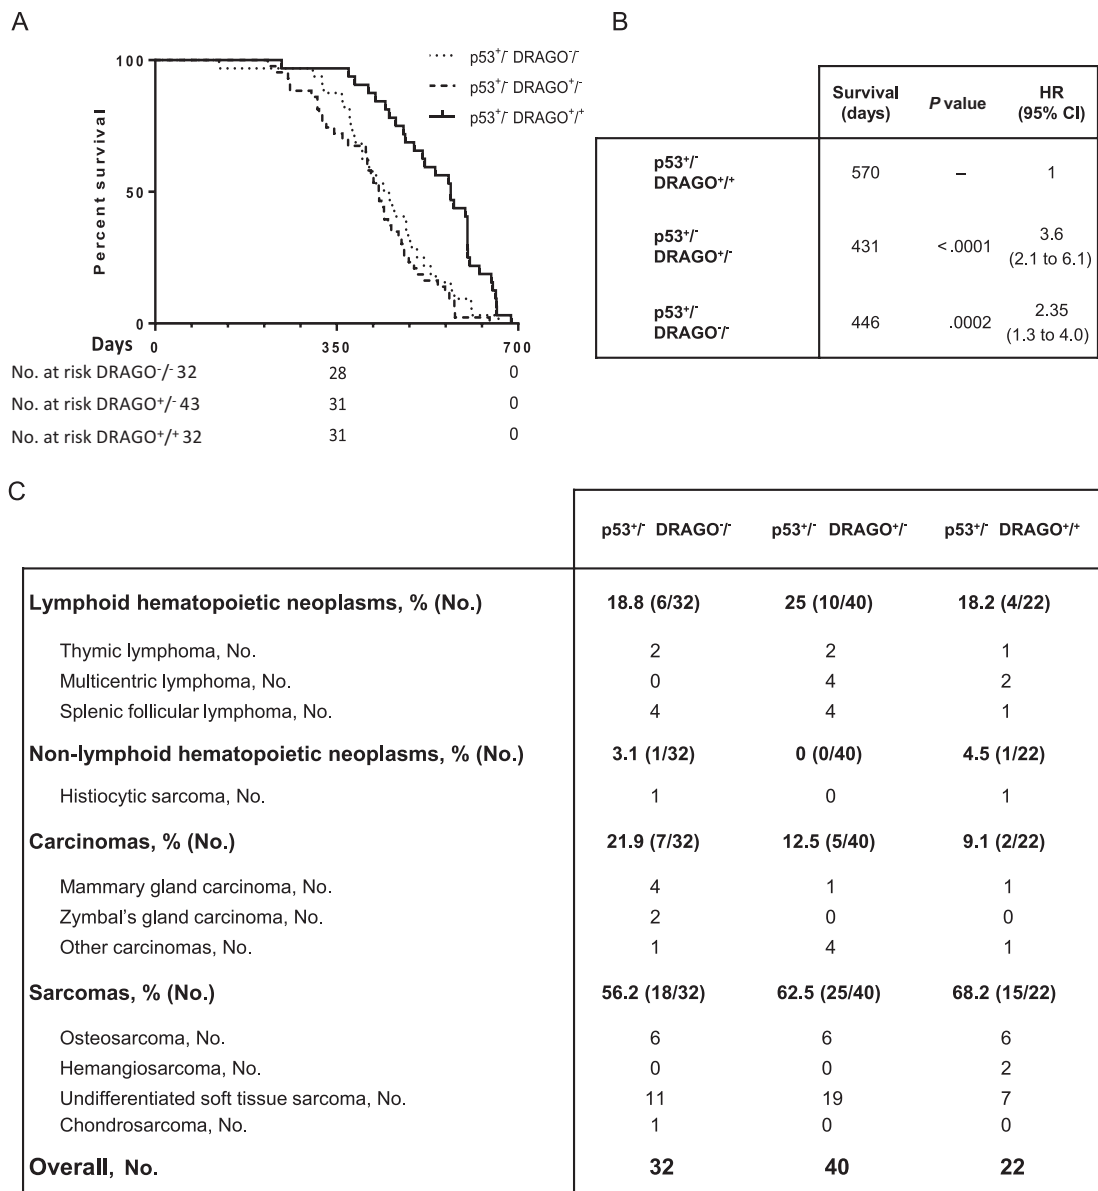 A
100
50
0
Percent survival
p53+/- DRAGO-/-
p53+/- DRAGO+/-
p53+/- DRAGO+/+
Days
0 350 700
No. at risk DRAGO-/- 32 28 0
No. at risk DRAGO+/- 43 31 0
No. at risk DRAGO+/+ 32 31 0
B
Survival (days) P value HR (95% CI)
p53+/- DRAGO+/+ 570 – 1
p53+/- DRAGO+/- 431 <.0001 3.6 (2.1 to 6.1)
p53+/- DRAGO-/- 446 .0002 2.35 (1.3 to 4.0)
C
p53+/- DRAGO-/- p53+/- DRAGO+/- p53+/- DRAGO+/+
Lymphoid hematopoietic neoplasms, % (No.) 18.8 (6/32) 25 (10/40) 18.2 (4/22)
Thymic lymphoma, No. 2 2 1
Multicentric lymphoma, No. 0 4 2
Splenic follicular lymphoma, No. 4 4 1
Non-lymphoid hematopoietic neoplasms, % (No.) 3.1 (1/32) 0 (0/40) 4.5 (1/22)
Histiocytic sarcoma, No. 1 0 1
Carcinomas, % (No.) 21.9 (7/32) 12.5 (5/40) 9.1 (2/22)
Mammary gland carcinoma, No. 4 1 1
Zymbal's gland carcinoma, No. 2 0 0
Other carcinomas, No. 1 4 1
Sarcomas, % (No.) 56.2 (18/32) 62.5 (25/40) 68.2 (15/22)
Osteosarcoma, No. 6 6 6
Hemangiosarcoma, No. 0 0 2
Undifferentiated soft tissue sarcoma, No. 11 19 7
Chondrosarcoma, No. 1 0 0
Overall, No. 32 40 22